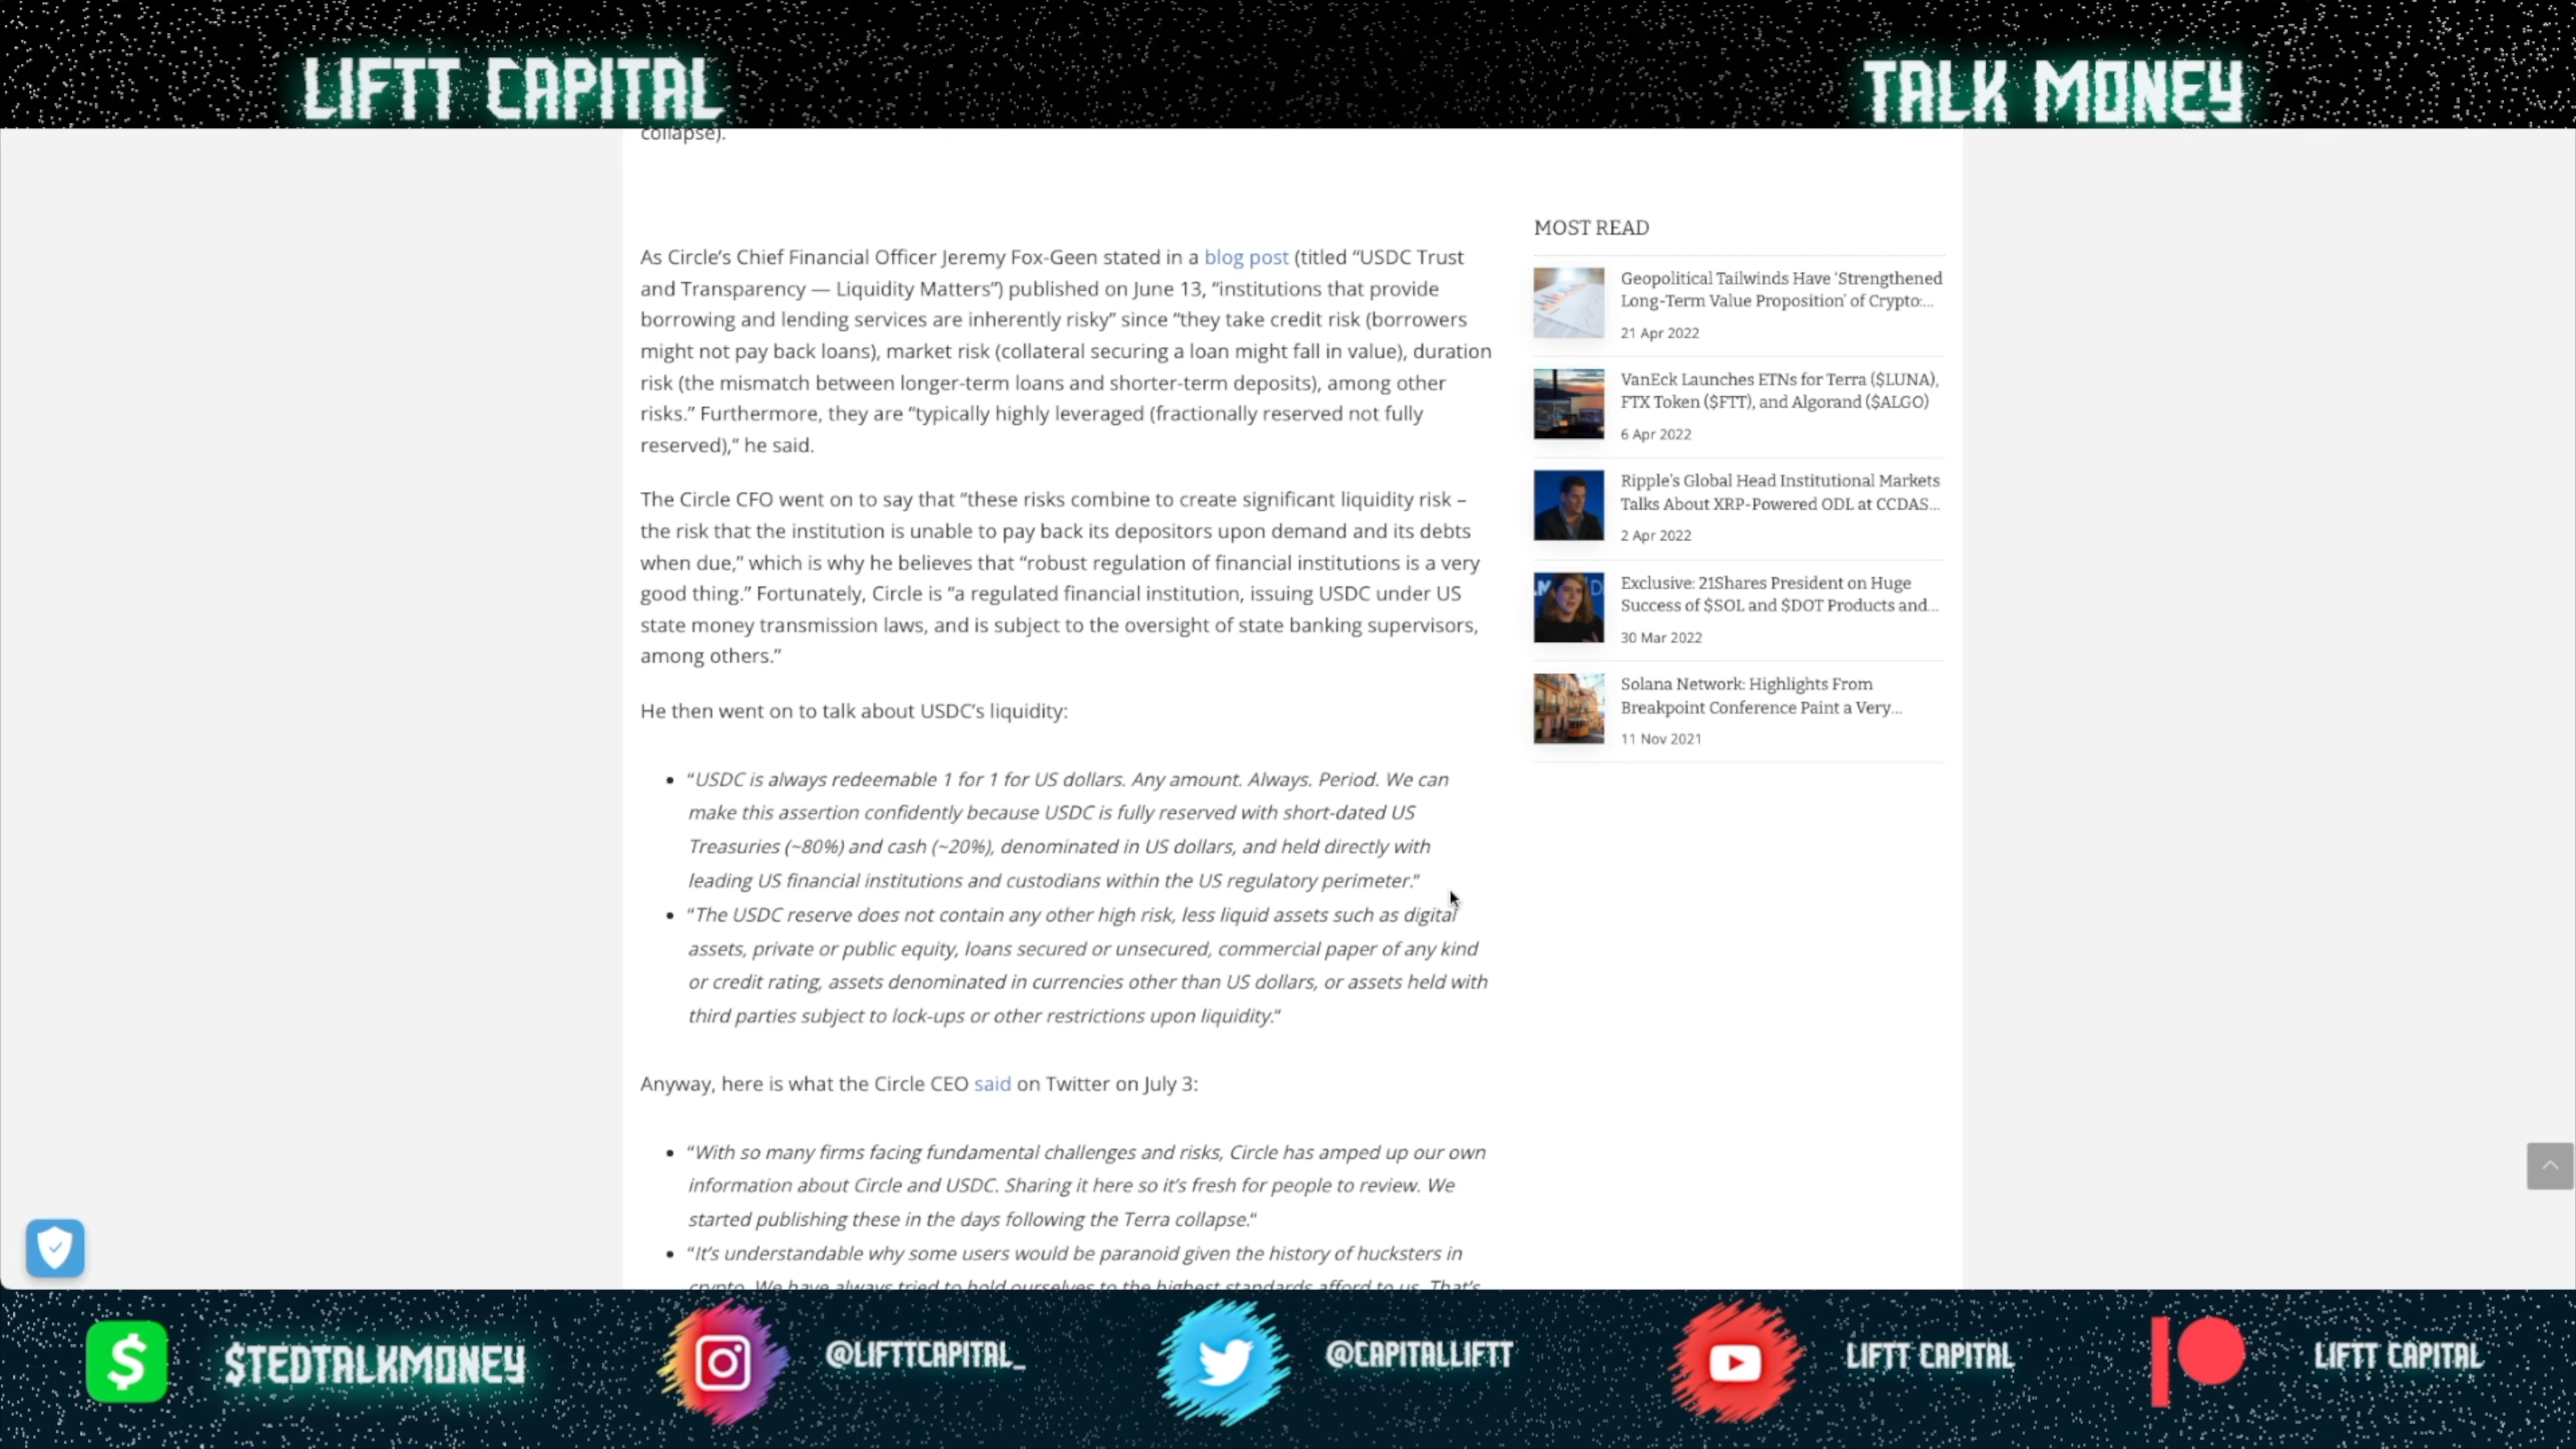 LIFTT CAPITAL
TALK MONEY
collapse).
As Circle’s Chief Financial Officer Jeremy Fox-Geen stated in a blog post (titled “USDC Trust
and Transparency — Liquidity Matters”) published on June 13, “institutions that provide
borrowing and lending services are inherently risky” since “they take credit risk (borrowers
might not pay back loans), market risk (collateral securing a loan might fall in value), duration
risk (the mismatch between longer-term loans and shorter-term deposits), among other
risks.” Furthermore, they are “typically highly leveraged (fractionally reserved not fully
reserved),” he said.
The Circle CFO went on to say that “these risks combine to create significant liquidity risk –
the risk that the institution is unable to pay back its depositors upon demand and its debts
when due,” which is why he believes that “robust regulation of financial institutions is a very
good thing.” Fortunately, Circle is “a regulated financial institution, issuing USDC under US
state money transmission laws, and is subject to the oversight of state banking supervisors,
among others.”
He then went on to talk about USDC’s liquidity:
• “USDC is always redeemable 1 for 1 for US dollars. Any amount. Always. Period. We can
make this assertion confidently because USDC is fully reserved with short-dated US
Treasuries (~80%) and cash (~20%), denominated in US dollars, and held directly with
leading US financial institutions and custodians within the US regulatory perimeter.“
• “The USDC reserve does not contain any other high risk, less liquid assets such as digital
assets, private or public equity, loans secured or unsecured, commercial paper of any kind
or credit rating, assets denominated in currencies other than US dollars, or assets held with
third parties subject to lock-ups or other restrictions upon liquidity.“
Anyway, here is what the Circle CEO said on Twitter on July 3:
• “With so many firms facing fundamental challenges and risks, Circle has amped up our own
information about Circle and USDC. Sharing it here so it’s fresh for people to review. We
started publishing these in the days following the Terra collapse.“
• “It’s understandable why some users would be paranoid given the history of hucksters in
crypto. We have always tried to hold ourselves to the highest standards afford to us. That’s
MOST READ
Geopolitical Tailwinds Have ‘Strengthened
Long-Term Value Proposition’ of Crypto:...
21 Apr 2022
VanEck Launches ETNs for Terra ($LUNA),
FTX Token ($FTT), and Algorand ($ALGO)
6 Apr 2022
Ripple’s Global Head Institutional Markets
Talks About XRP-Powered ODL at CCDAS...
2 Apr 2022
Exclusive: 21Shares President on Huge
Success of $SOL and $DOT Products and...
30 Mar 2022
Solana Network: Highlights From
Breakpoint Conference Paint a Very...
11 Nov 2021
$TEDTALKMONEY
@LIFTTCAPITAL_
@CAPITALLIFTT
LIFTT CAPITAL
LIFTT CAPITAL